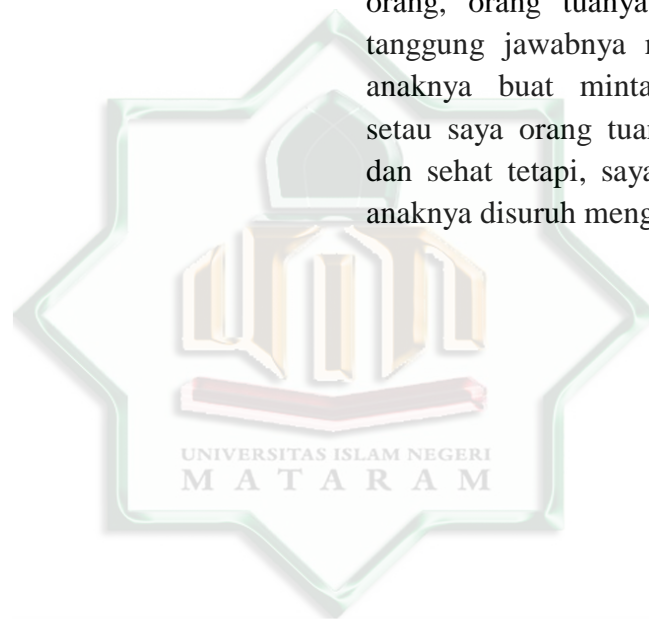 orang, orang tuanya
tanggung jawabnya
anaknya buat minta
setau saya orang tua
dan sehat tetapi, saya
anaknya disuruh meng
UNIVERSITAS ISLAM NEGERI
MATARAM